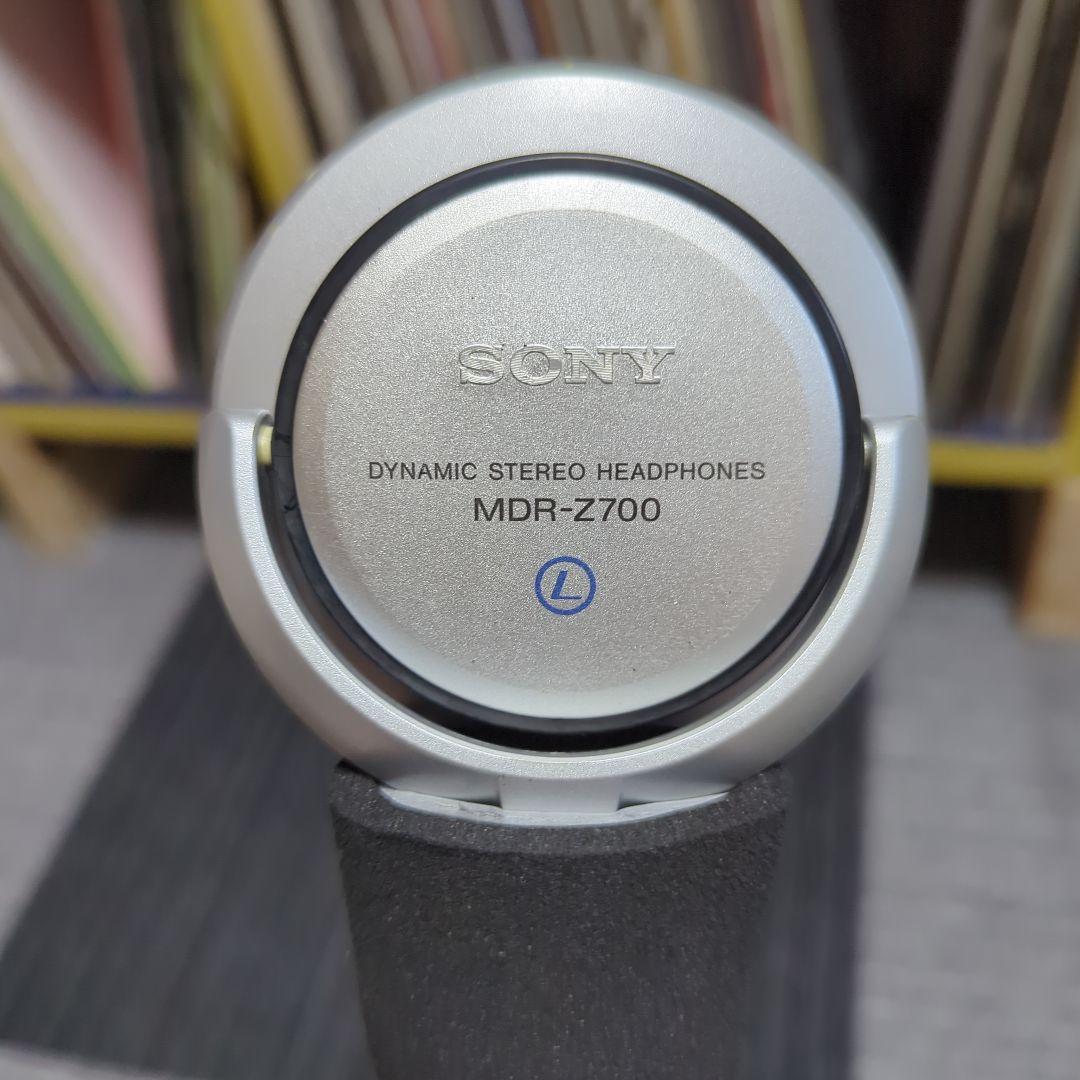 SONY
DYNAMIC STEREO HEADPHONES
MDR-Z700
L